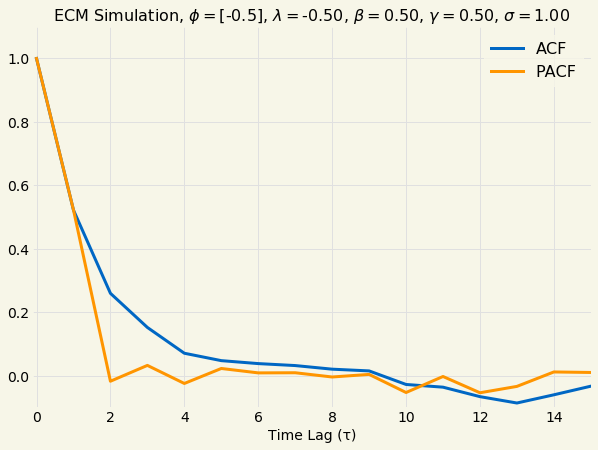 ECM Simulation, ϕ = [-0.5], λ = -0.50, β = 0.50, γ = 0.50, σ = 1.00
ACF
PACF
1.0
0.8
0.6
0.4
0.2
0.0
0 2 4 6 8 10 12 14
Time Lag (τ)